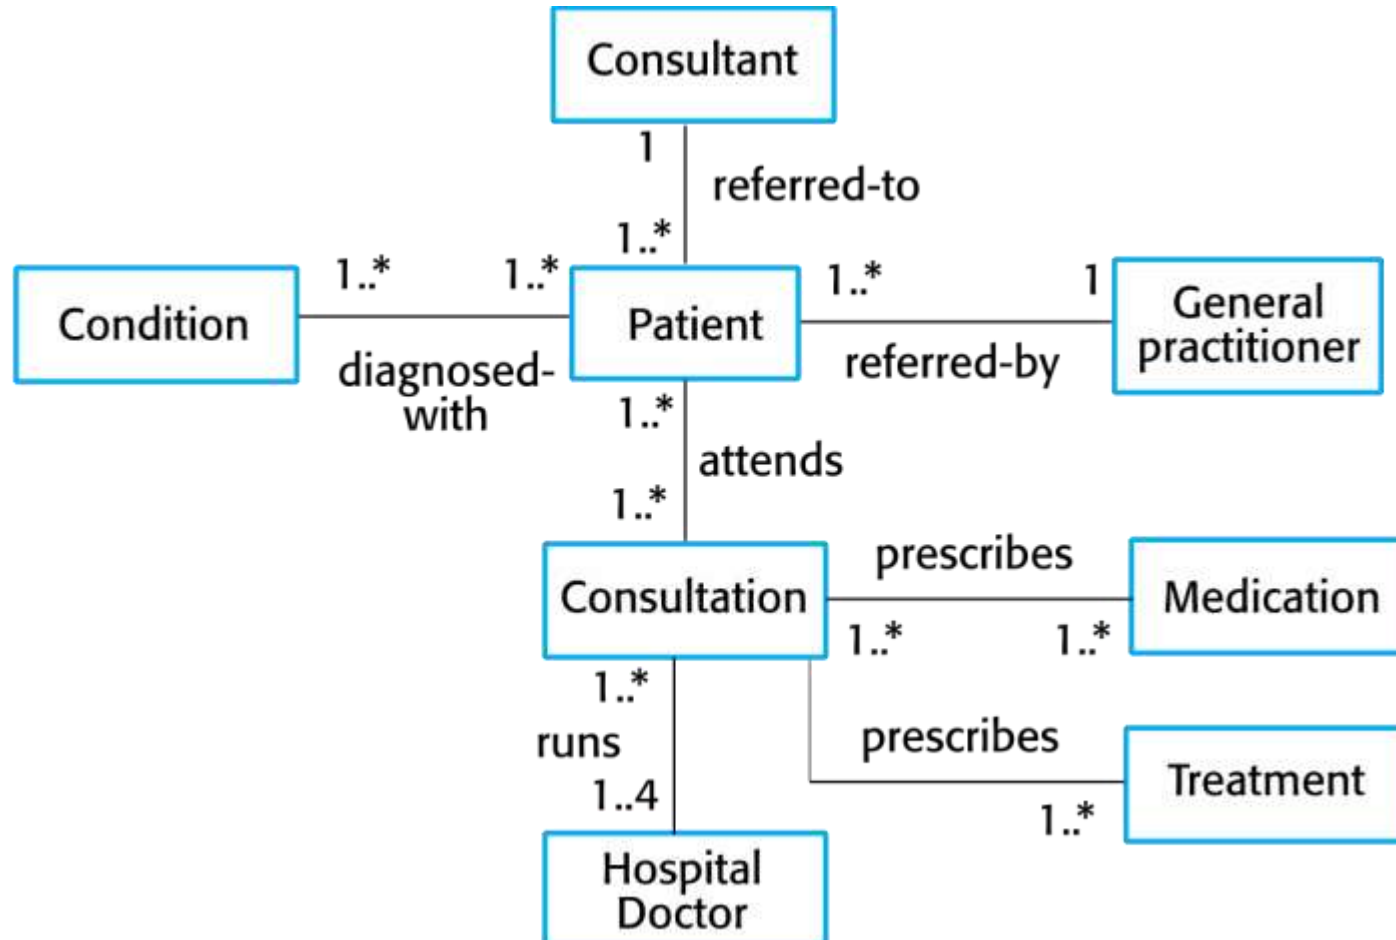 Consultant
1
referred-to
1..*
1..*
1..*
1..*
1
Condition
Patient
General
practitioner
diagnosed-
with
referred-by
1..*
attends
1..*
prescribes
Consultation
Medication
1..*
1..*
1..*
runs
prescribes
1..4
Treatment
1..*
Hospital
Doctor